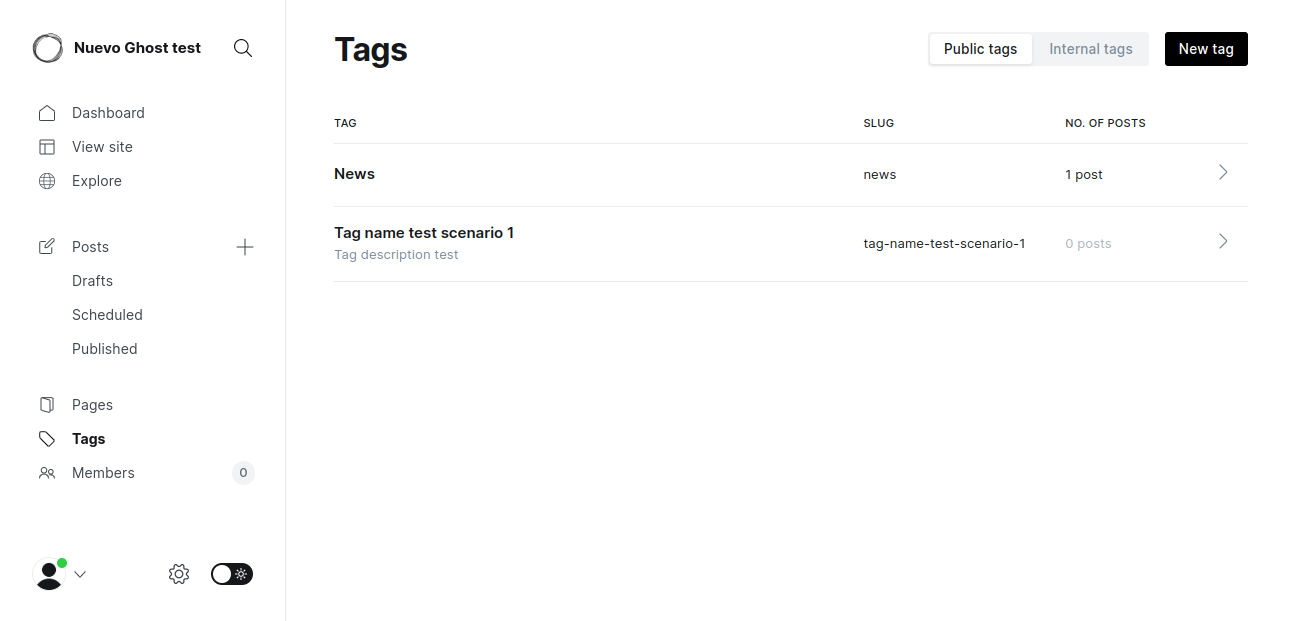 Nuevo Ghost test
Dashboard
View site
Explore
Posts
Drafts
Scheduled
Published
Pages
Tags
Members 0
Tags
Public tags Internal tags New tag
TAG SLUG NO. OF POSTS
News news 1 post
Tag name test scenario 1
Tag description test
tag-name-test-scenario-1 0 posts